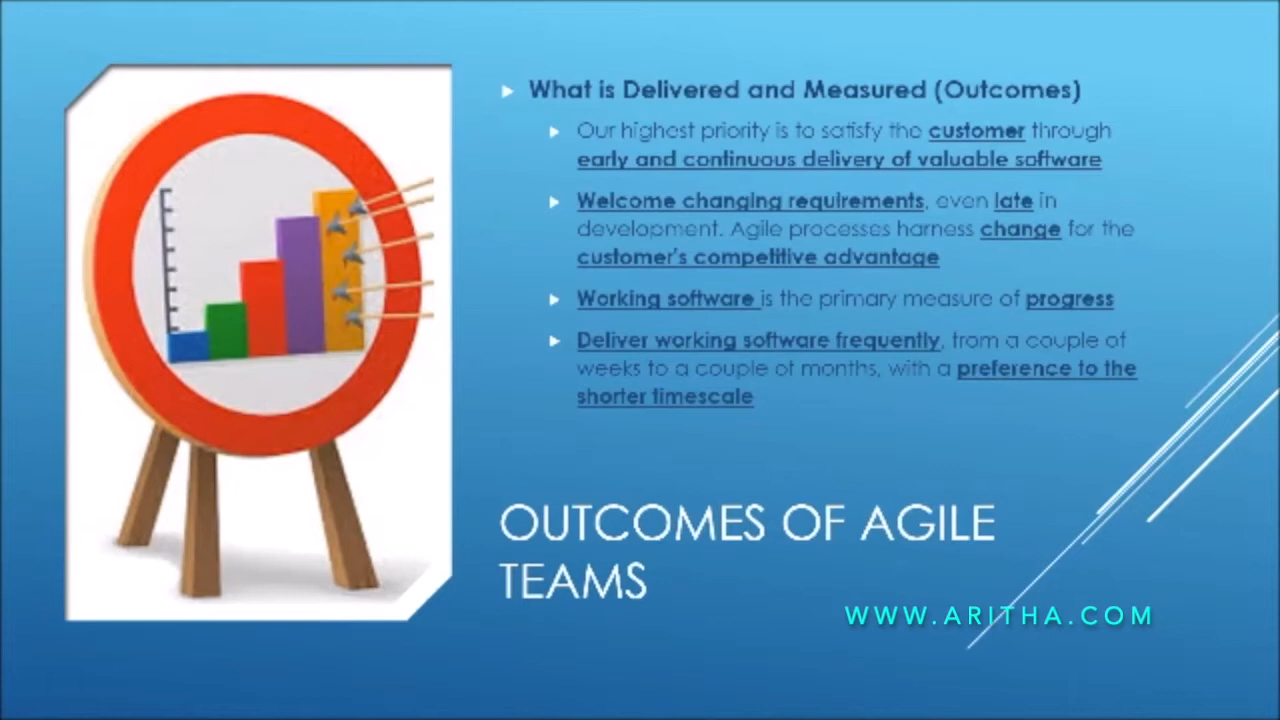 What is Delivered and Measured (Outcomes)
Our highest priority is to satisfy the customer through
early and continuous delivery of valuable software
Welcome changing requirements, even late in
development. Agile processes harness change for the
customer's competitive advantage
Working software is the primary measure of progress
Deliver working software frequently, from a couple of
weeks to a couple of months, with a preference to the
shorter timescale
OUTCOMES OF AGILE
TEAMS
WWW.ARITHA.COM